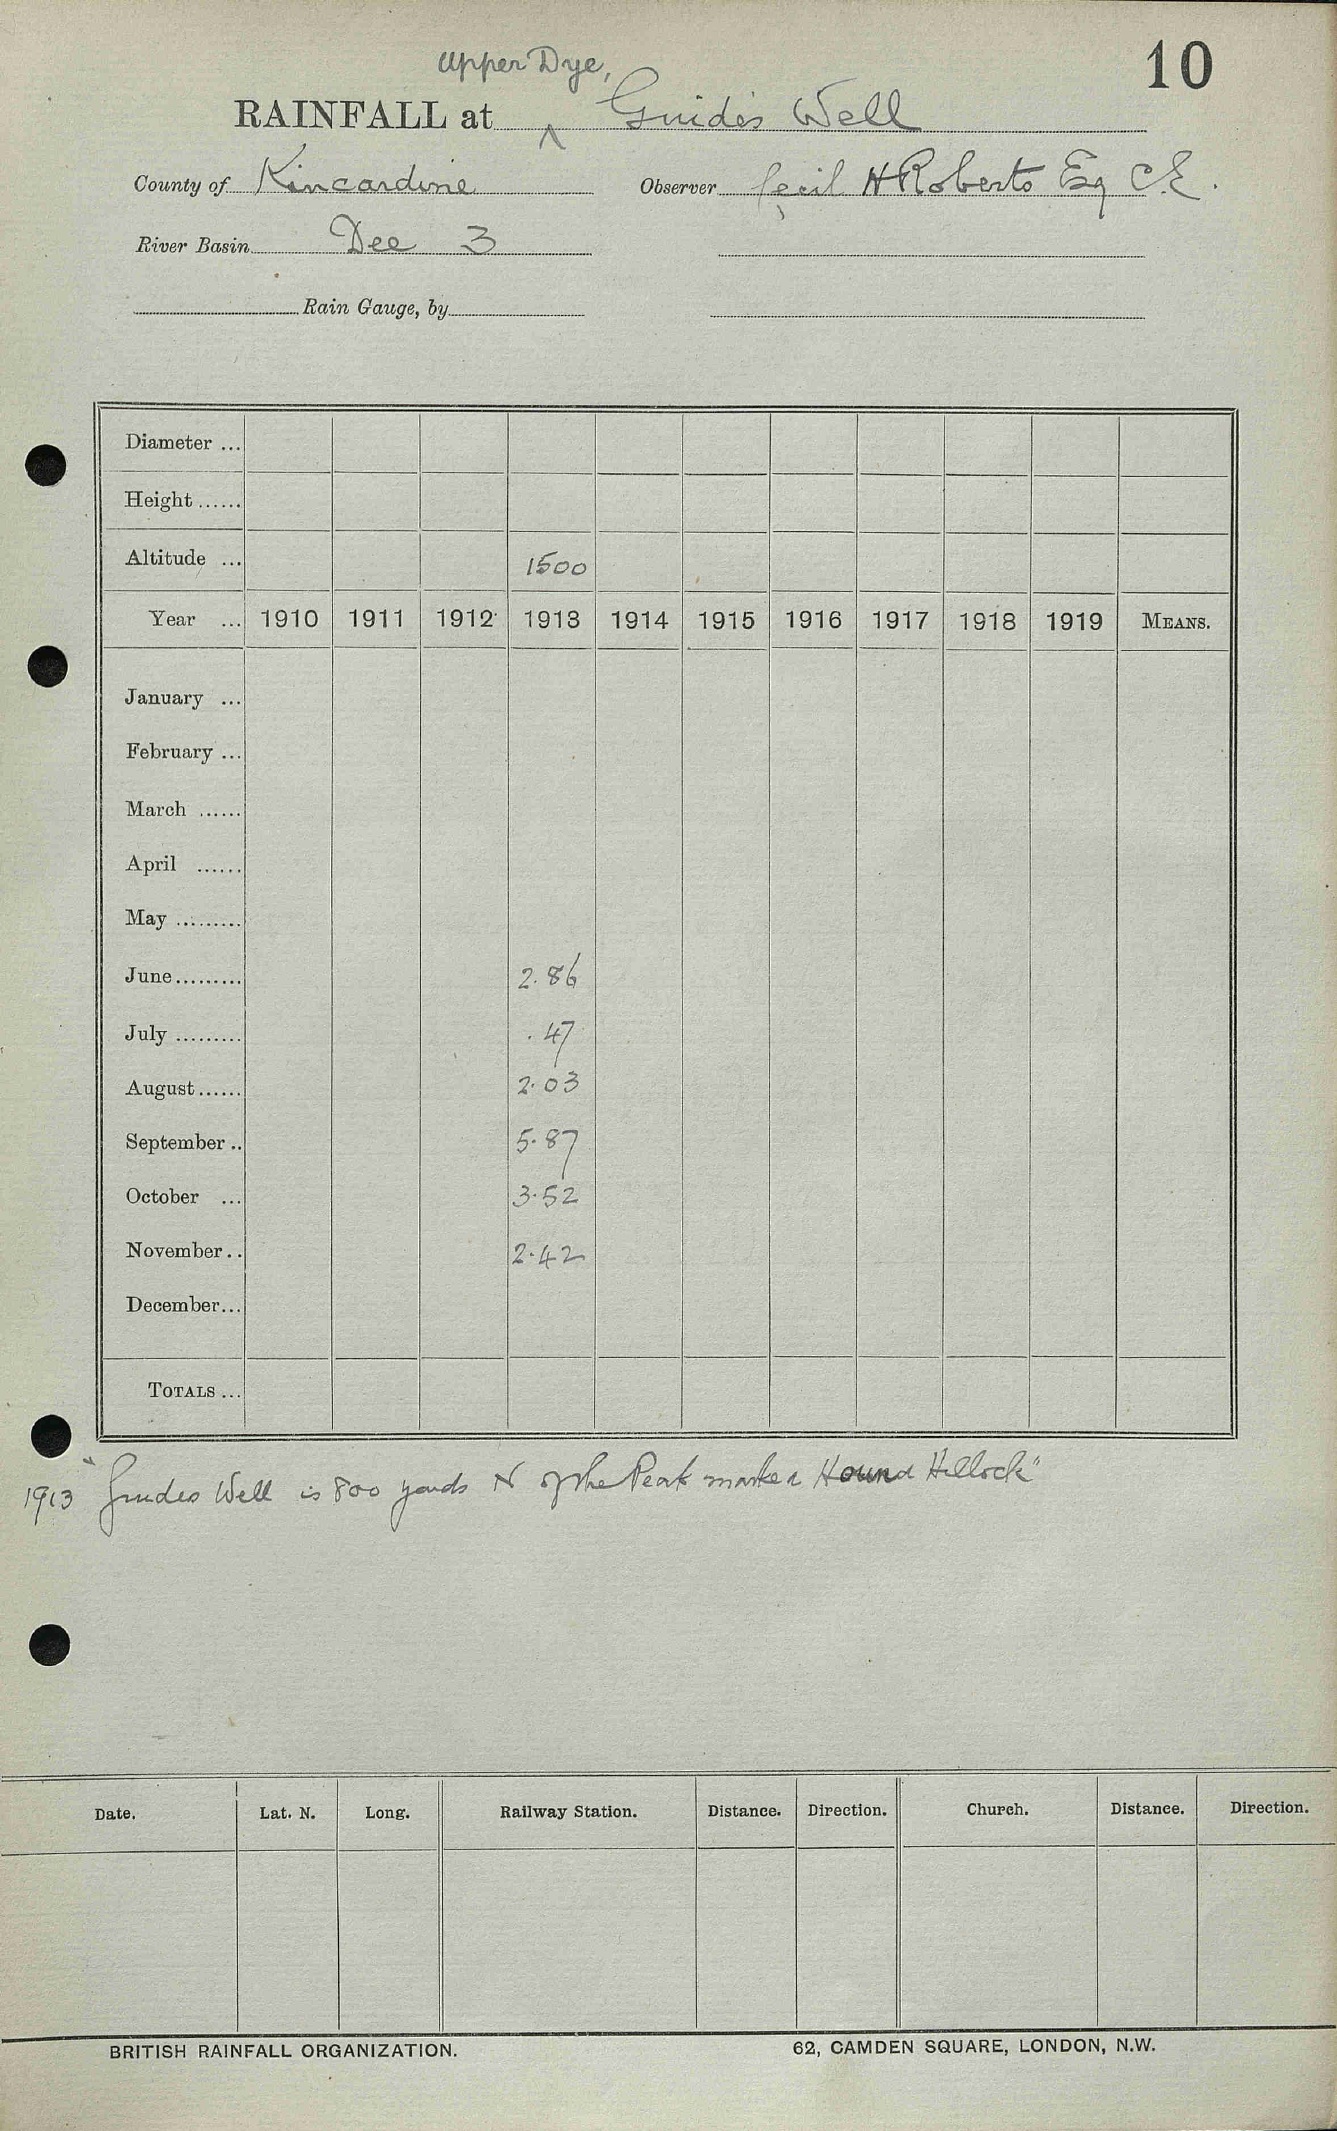 10
Upper Dye,
RAINFALL at ^ Guide's Well
County of Kincardine Observer Cecil H Roberts Esq C.E.
River Basin Dee 3
Rain Gauge, by
Diameter ...
Height ......
Altitude ... 1500
Year ... 1910 1911 1912 1913 1914 1915 1916 1917 1918 1919 MEANS.
January ...
February ...
March ......
April ......
May .........
June ......... 2.86
July ......... .47
August ...... 2.03
September .. 5.87
October ... 3.52
November .. 2.42
December ...
TOTALS ...
1913 "Guides Well is 800 yards N of the Peak marked Hound Hillock"
Date. Lat. N. Long. Railway Station. Distance. Direction. Church. Distance. Direction.
BRITISH RAINFALL ORGANIZATION. 62, CAMDEN SQUARE, LONDON, N.W.